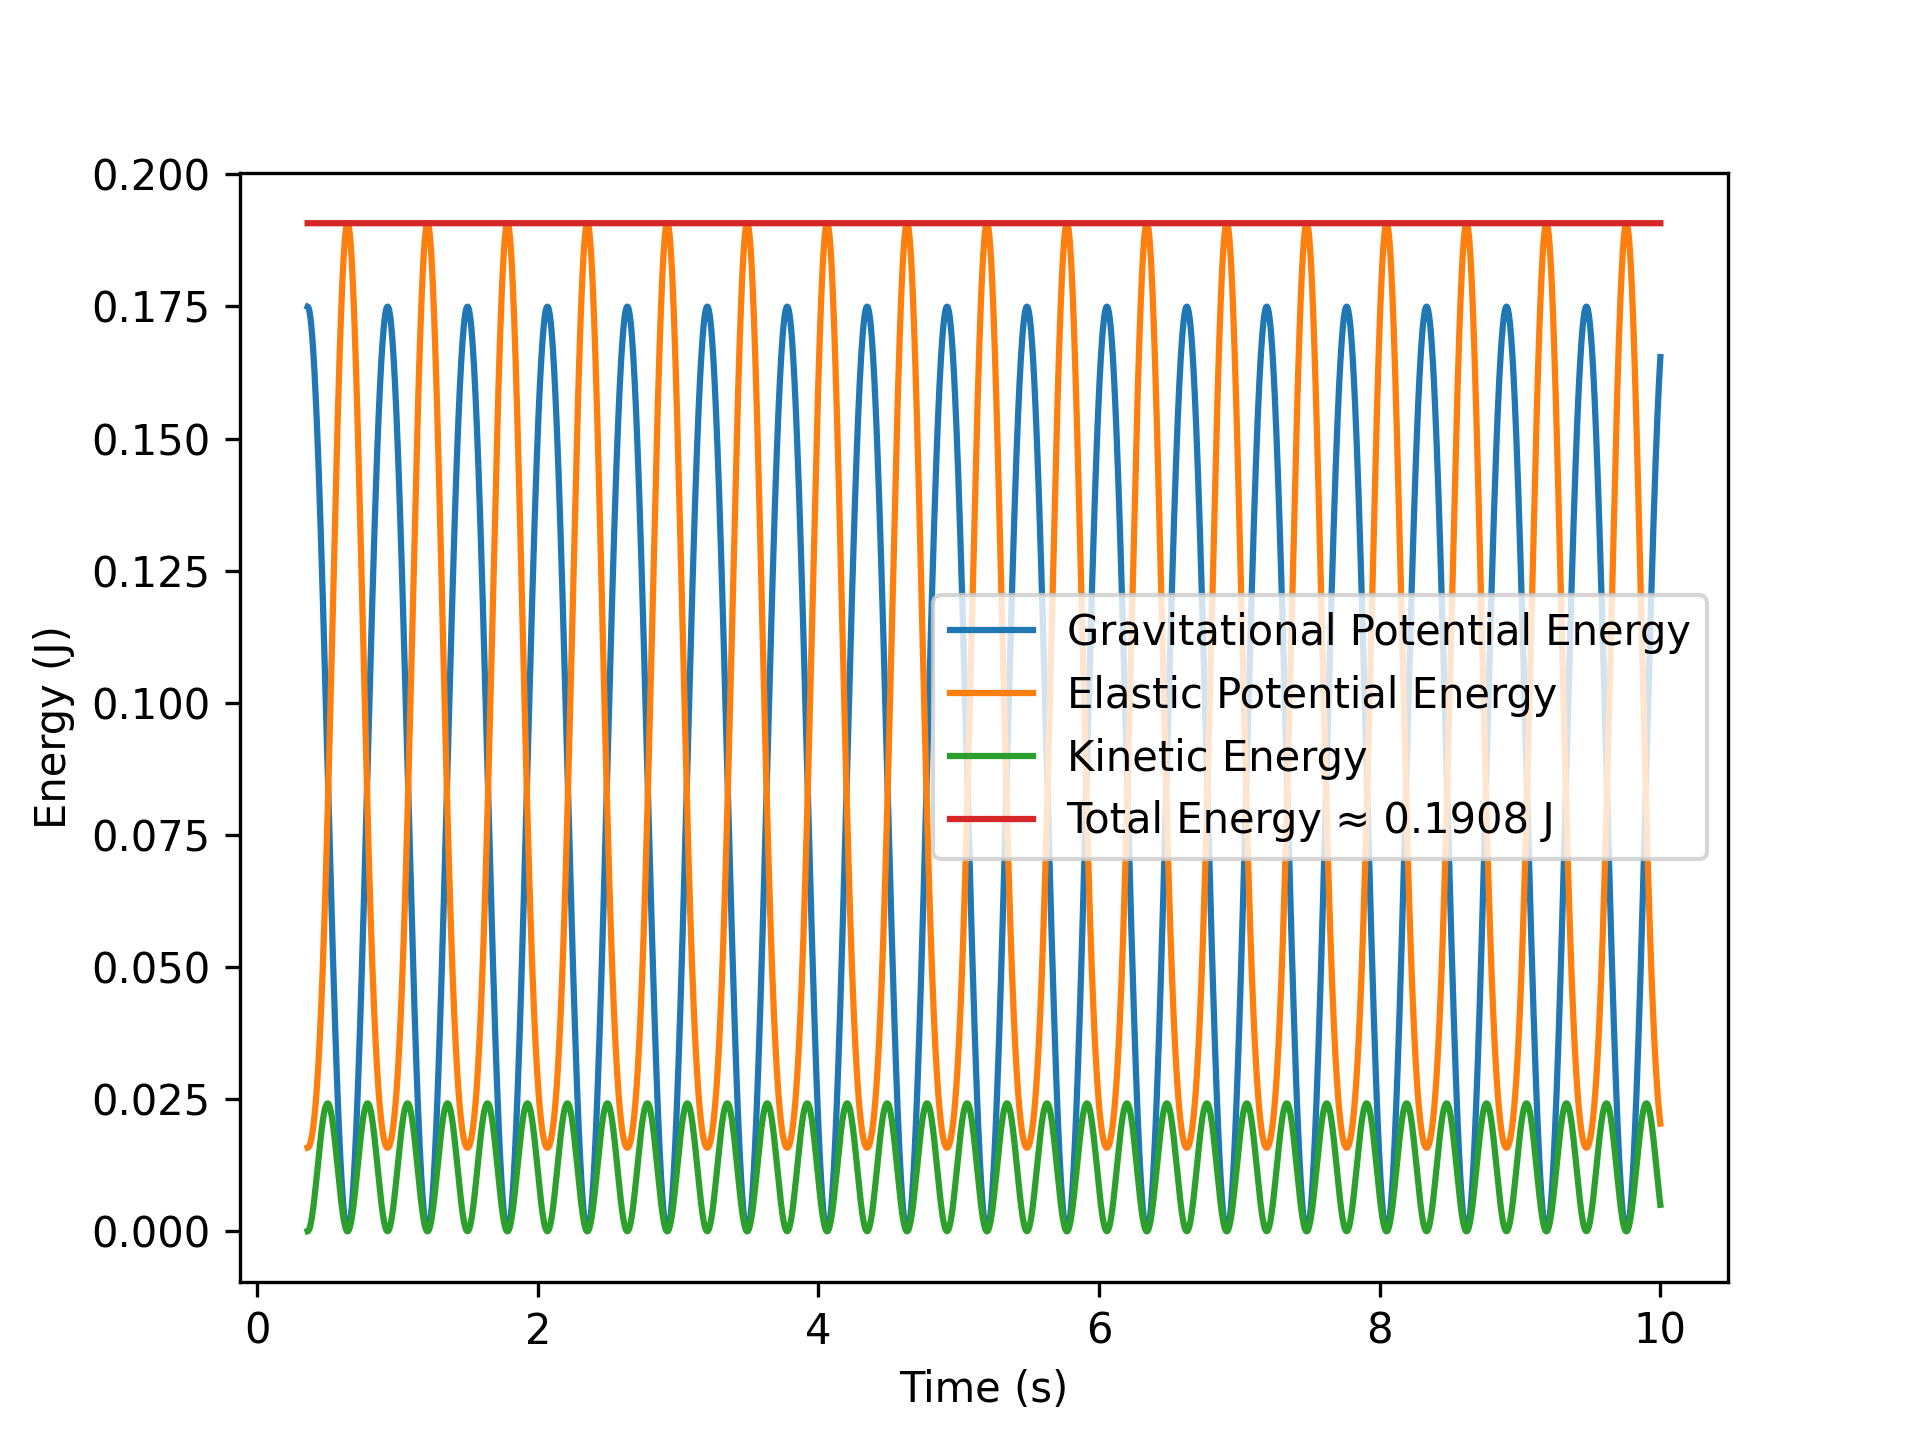 0.200
0.175
0.150
0.125
0.100
0.075
0.050
0.025
0.000
Energy (J)
Gravitational Potential Energy
Elastic Potential Energy
Kinetic Energy
Total Energy ≈ 0.1908 J
0 2 4 6 8 10
Time (s)